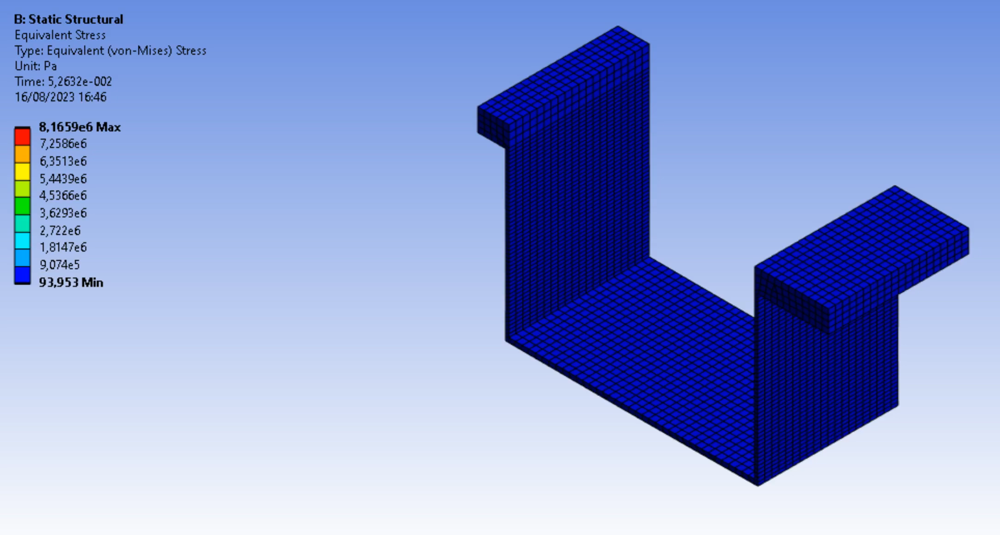 B: Static Structural
Equivalent Stress
Type: Equivalent (von-Mises) Stress
Unit: Pa
Time: 5,2632e-002
16/08/2023 16:46
8,1659e6 Max
7,2586e6
6,3513e6
5,4439e6
4,5366e6
3,6293e6
2,722e6
1,8147e6
9,074e5
93,953 Min